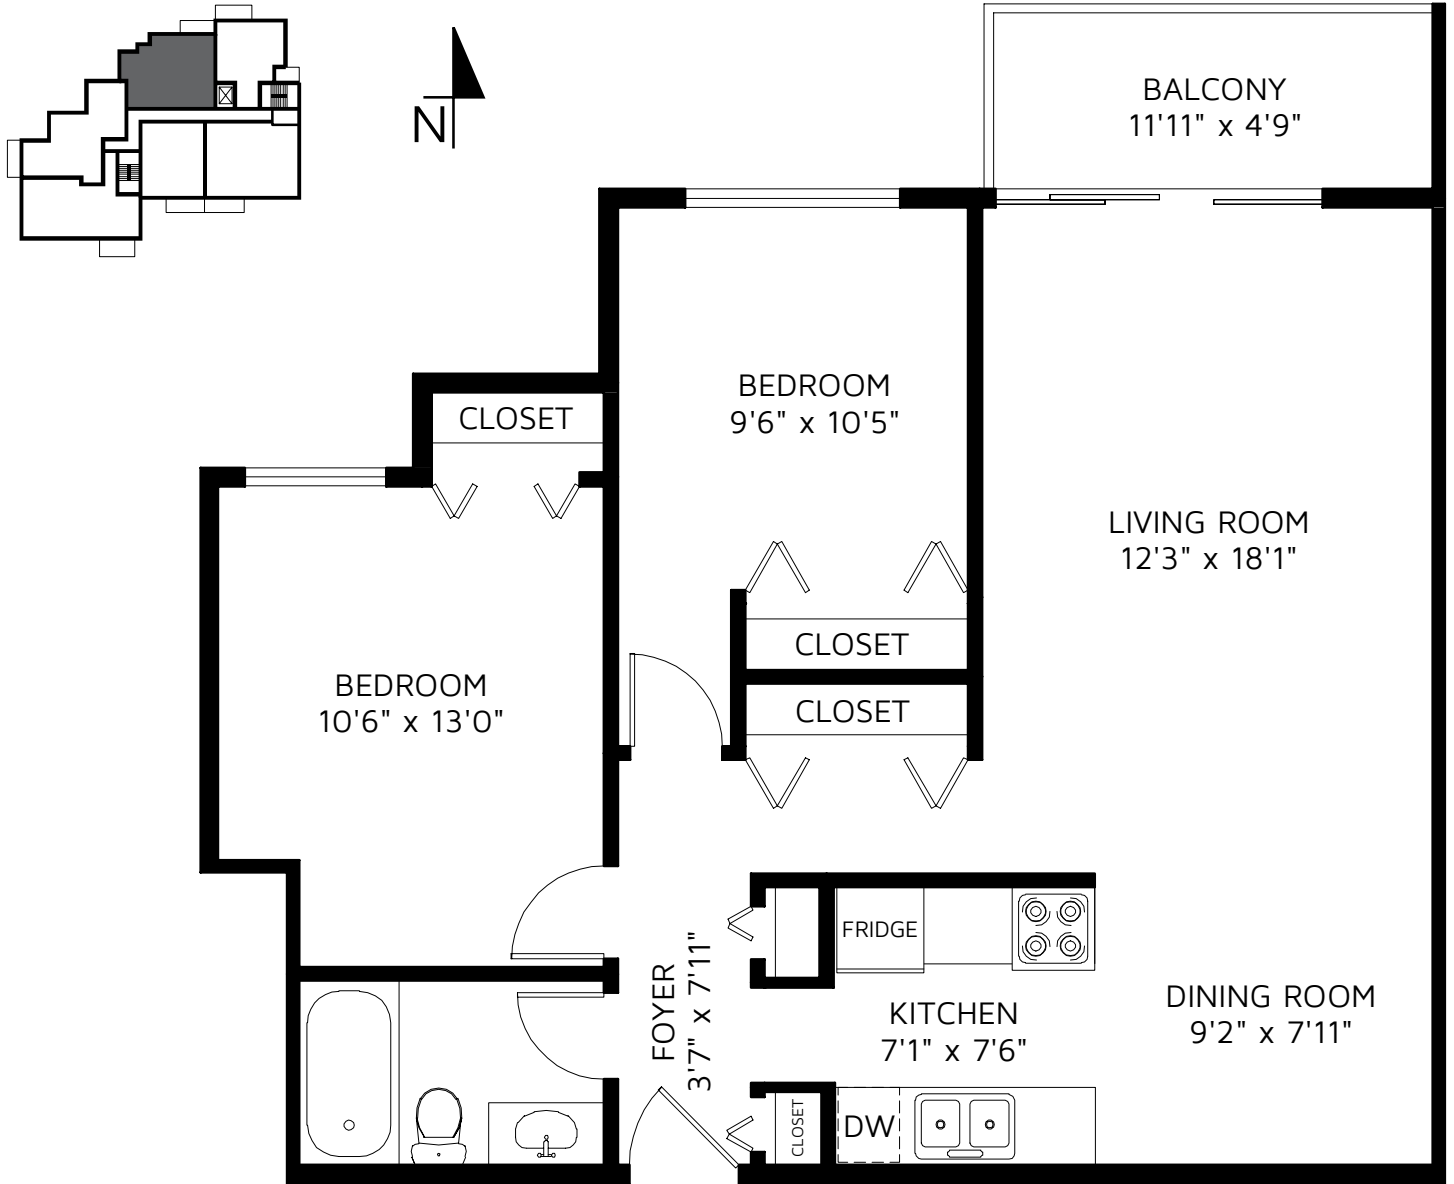 N
BALCONY
11'11" x 4'9"
BEDROOM
9'6" x 10'5"
CLOSET
LIVING ROOM
12'3" x 18'1"
CLOSET
BEDROOM
10'6" x 13'0"
CLOSET
FRIDGE
FOYER
3'7" x 7'11"
KITCHEN
7'1" x 7'6"
DINING ROOM
9'2" x 7'11"
CLOSET
DW